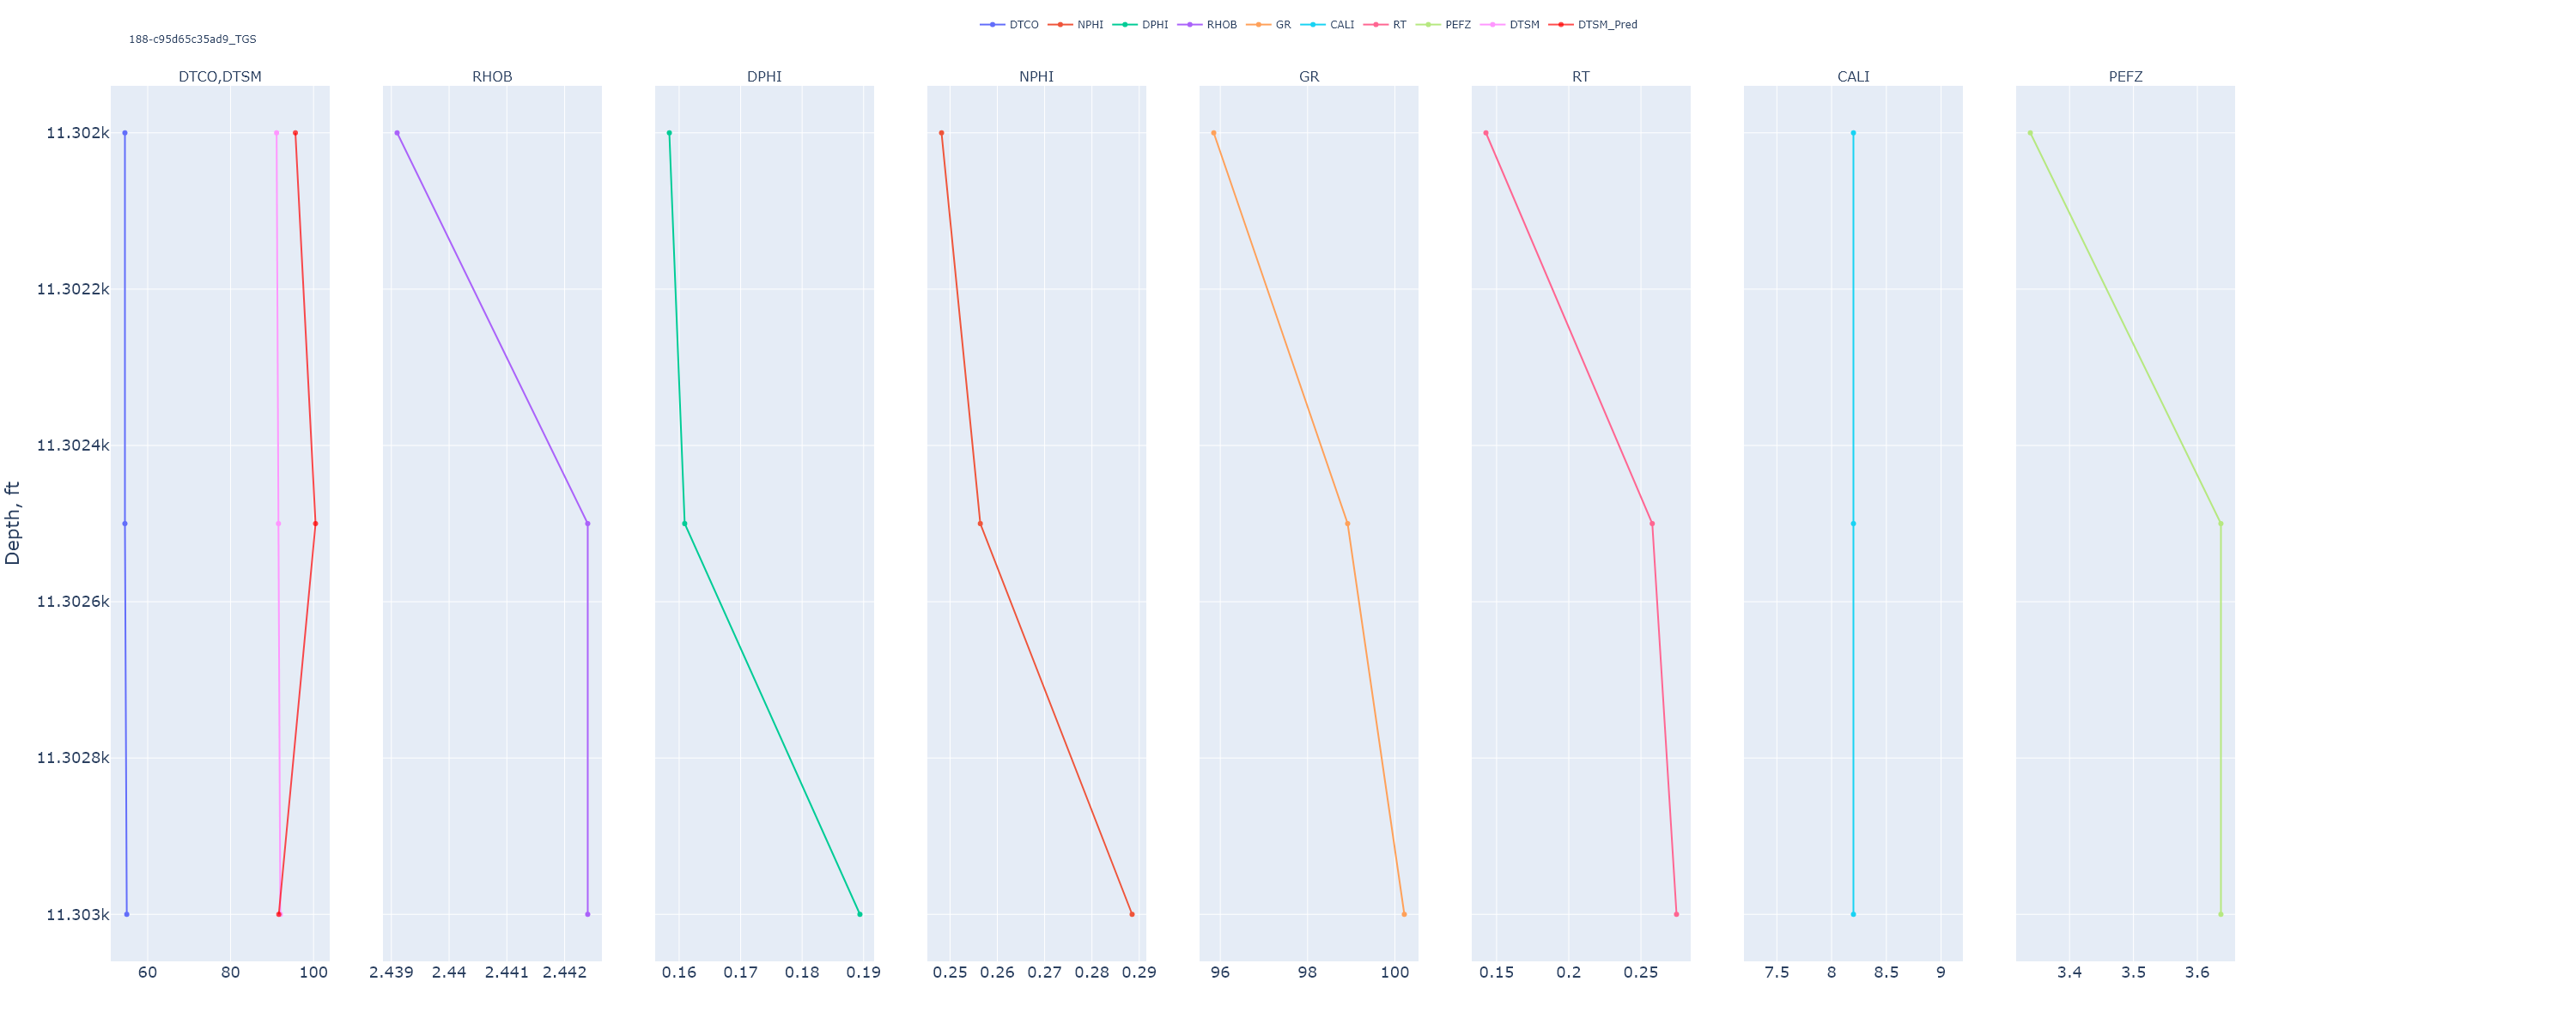 DTCO NPHI DPHI RHOB GR CALI RT PEFZ DTSM DTSM_Pred
188-c95d65c35ad9_TGS
DTCO,DTSM RHOB DPHI NPHI GR RT CALI PEFZ
11.302k
11.3022k
11.3024k
Depth, ft
11.3026k
11.3028k
11.303k
60 80 100 2.439 2.44 2.441 2.442 0.16 0.17 0.18 0.19 0.25 0.26 0.27 0.28 0.29 96 98 100 0.15 0.2 0.25 7.5 8 8.5 9 3.4 3.5 3.6